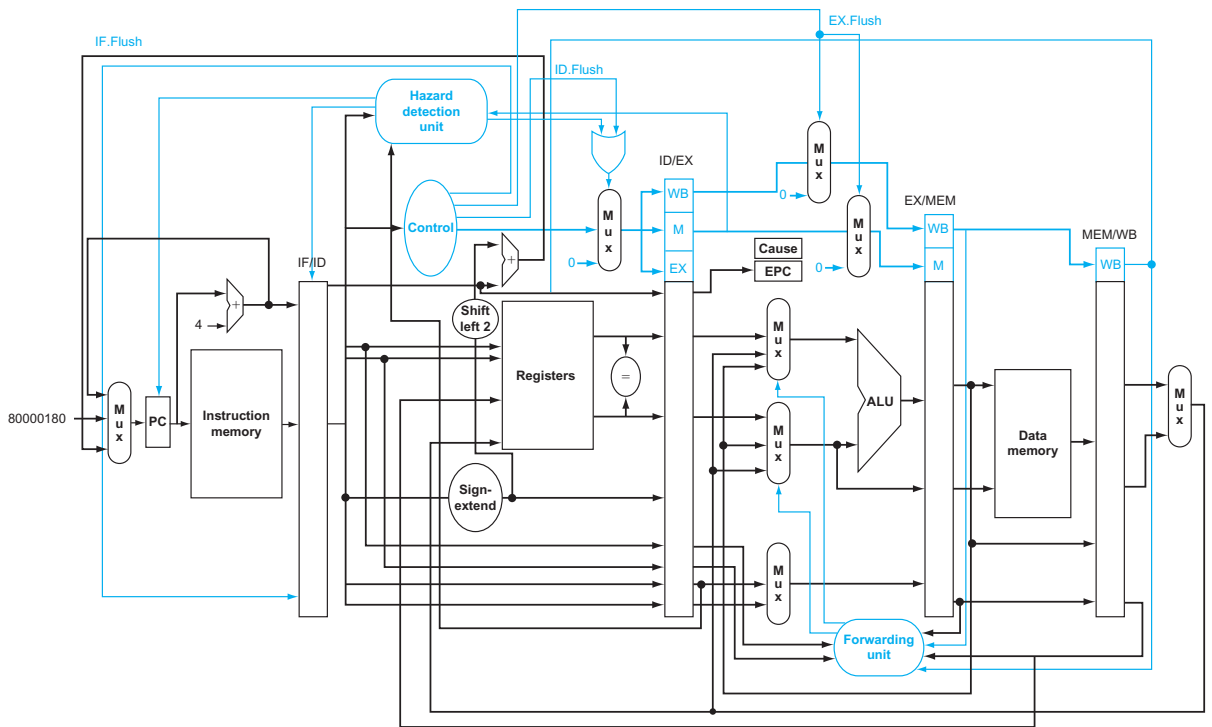 EX.Flush
IF.Flush
ID.Flush
Hazard
detection
unit
M
u
x
ID/EX
WB
0
EX/MEM
Control
M
u
x
M
M
u
x
WB
MEM/WB
Cause
WB
0
EX
EPC
0
M
IF/ID
+
+
Shift
left 2
4
M
u
x
Registers
=
ALU
M
u
x
M
u
x
80000180
PC
Instruction
memory
M
u
x
Data
memory
Sign-
extend
M
u
x
Forwarding
unit